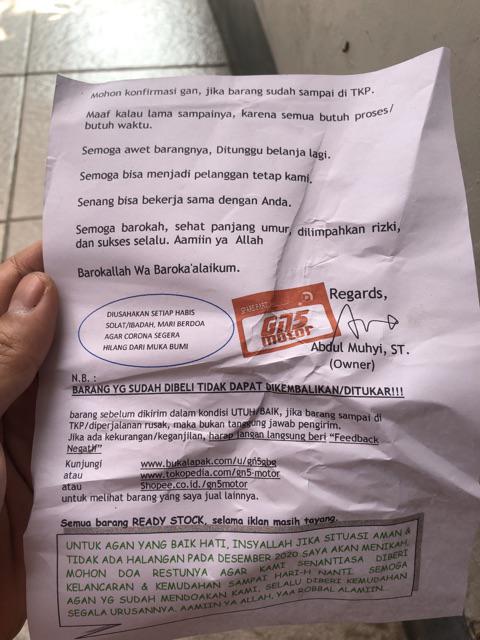 Mohon konfirmasi gan, jika barang sudah sampai di TKP.
Maaf kalau lama sampainya, karena semua butuh proses/
butuh waktu.
Semoga awet barangnya, Ditunggu belanja lagi.
Semoga bisa menjadi pelanggan tetap kami.
Senang bisa bekerja sama dengan Anda.
Semoga barokah, sehat panjang umur, dilimpahkan rizki,
dan sukses selalu. Aamiin ya Allah
Barokallah Wa Baroka'alaikum.
DIUSAHAKAN SETIAP HABIS
SOLAT/IBADAH, MARI BERDOA
AGAR CORONA SEGERA
HILANG DARI MUKA BUMI
SPAREPART
Gn5
motor
Regards,
Abdul Muhyi, ST.
(Owner)
N.B. :
BARANG YG SUDAH DIBELI TIDAK DAPAT DIKEMBALIKAN/DITUKAR!!!
barang sebelum dikirim dalam kondisi UTUH/BAIK, jika barang sampai di
TKP/diperjalanan rusak, maka bukan tanggung jawab pengirim.
Jika ada kekurangan/keganjilan, harap jangan langsung beri "Feedback
Negatif"
Kunjungi www.bukalapak.com/u/gn5gbg
atau www.tokopedia.com/gn5-motor
atau Shopee.co.id./gn5motor
untuk melihat barang yang saya jual lainnya.
Semua barang READY STOCK, selama iklan masih tayang.
UNTUK AGAN YANG BAIK HATI, INSYALLAH JIKA SITUASI AMAN &
TIDAK ADA HALANGAN PADA DESEMBER 2020 SAYA AKAN MENIKAH,
MOHON DOA RESTUNYA AGAR KAMI SENANTIASA DIBERI
KELANCARAN & KEMUDAHAN SAMPAI HARI-H NANTI. SEMOGA
AGAN YG SUDAH MENDOAKAN KAMI, SELALU DIBERI KEMUDAHAN
SEGALA URUSANNYA. AAMIIN YA ALLAH, YAA ROBBAL ALAMIIN.